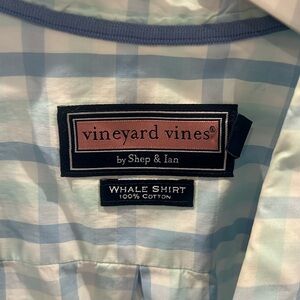 vineyard vines®
by Shep & Ian
WHALE SHIRT
100% COTTON